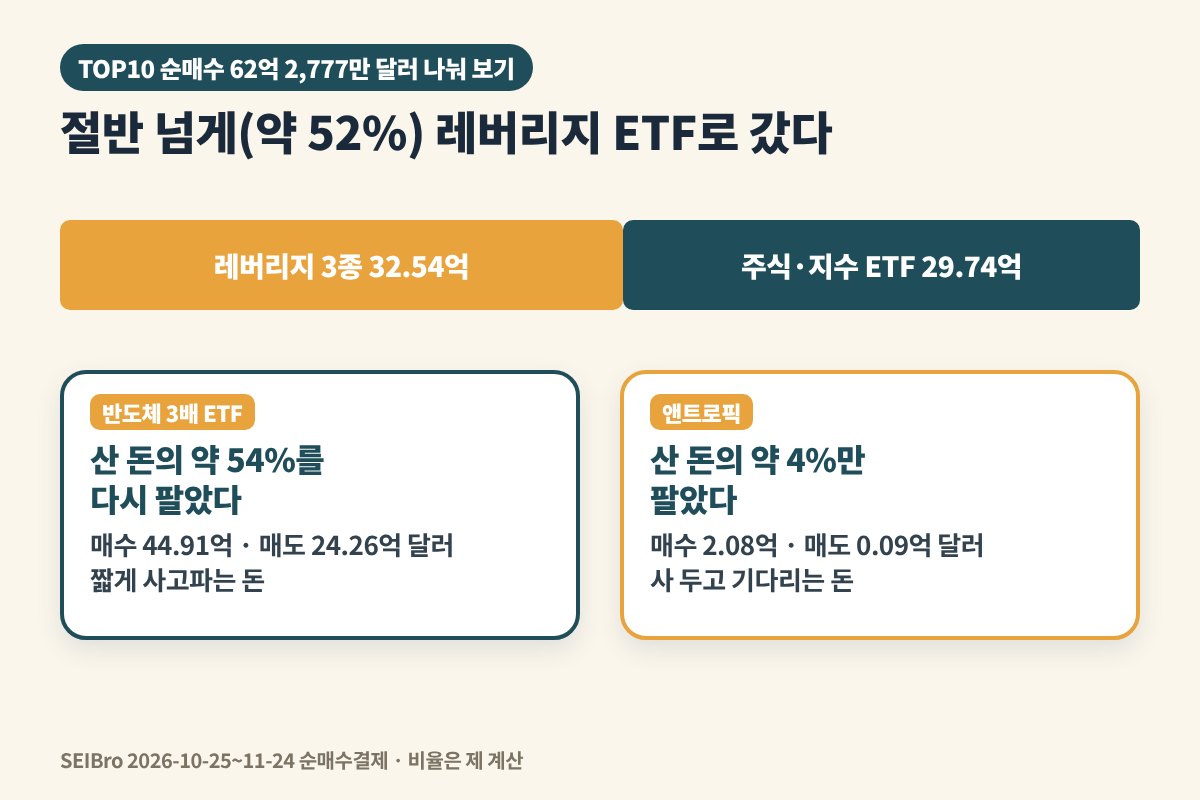 TOP10 순매수 62억 2,777만 달러 나눠 보기
절반 넘게(약 52%) 레버리지 ETF로 갔다
레버리지 3종 32.54억
주식·지수 ETF 29.74억
반도체 3배 ETF
산 돈의 약 54%를
다시 팔았다
매수 44.91억 · 매도 24.26억 달러
짧게 사고파는 돈
앤트로픽
산 돈의 약 4%만
팔았다
매수 2.08억 · 매도 0.09억 달러
사 두고 기다리는 돈
SEIBro 2026-10-25~11-24 순매수결제 · 비율은 제 계산